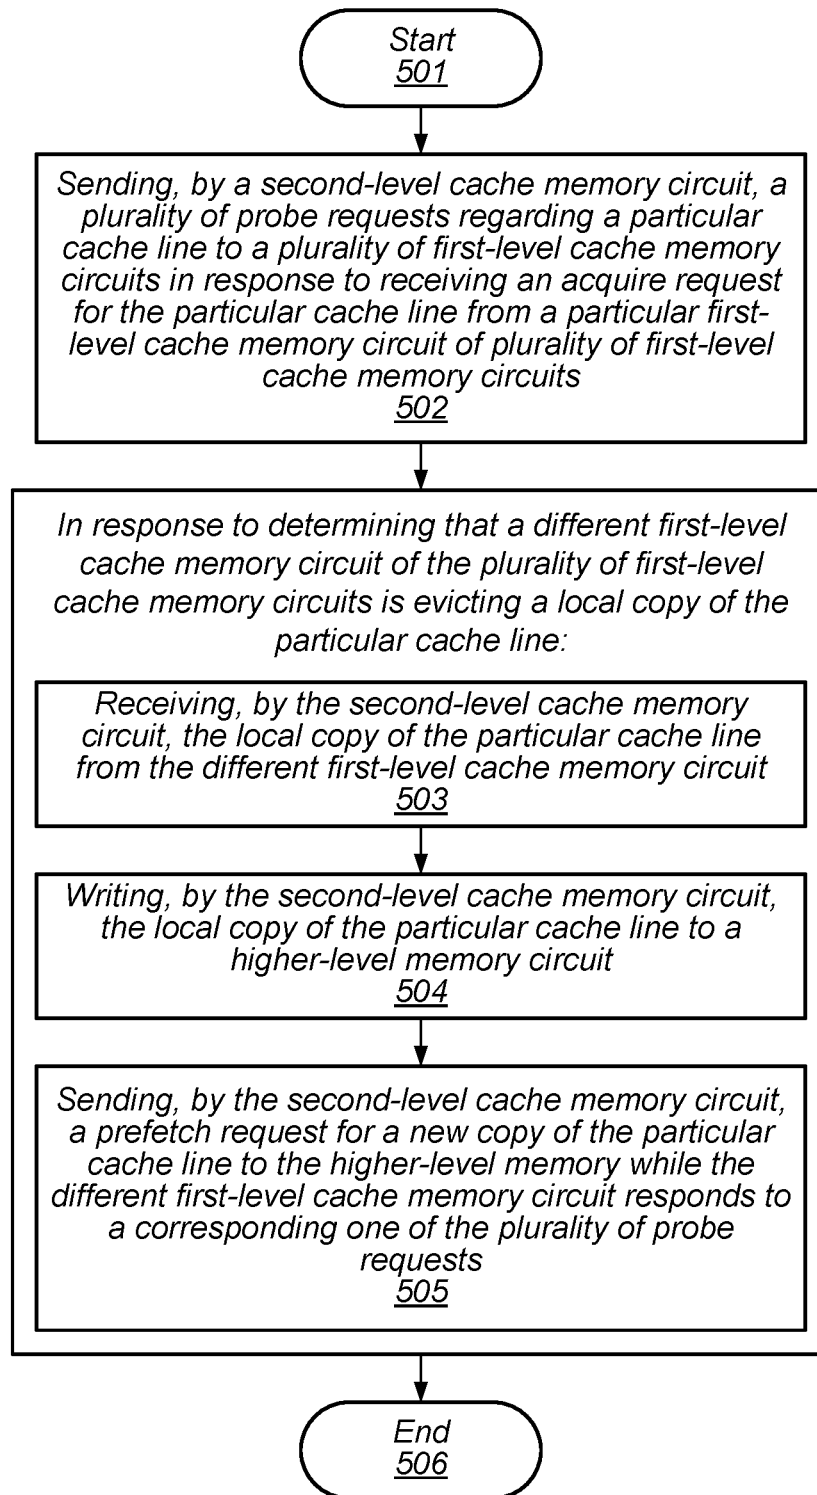 Start
501
Sending, by a second-level cache memory circuit, a
plurality of probe requests regarding a particular
cache line to a plurality of first-level cache memory
circuits in response to receiving an acquire request
for the particular cache line from a particular first-
level cache memory circuit of plurality of first-level
cache memory circuits
502
In response to determining that a different first-level
cache memory circuit of the plurality of first-level
cache memory circuits is evicting a local copy of the
particular cache line:
Receiving, by the second-level cache memory
circuit, the local copy of the particular cache line
from the different first-level cache memory circuit
503
Writing, by the second-level cache memory circuit,
the local copy of the particular cache line to a
higher-level memory circuit
504
Sending, by the second-level cache memory circuit,
a prefetch request for a new copy of the particular
cache line to the higher-level memory while the
different first-level cache memory circuit responds to
a corresponding one of the plurality of probe
requests
505
End
506